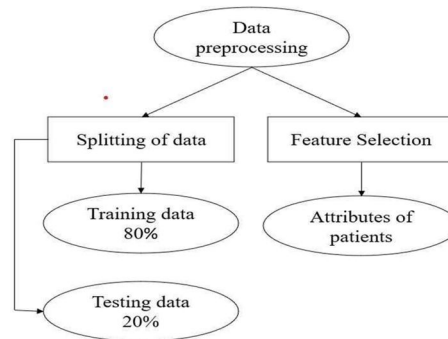 Data
preprocessing
Splitting of data
Feature Selection
Training data
80%
Attributes of
patients
Testing data
20%